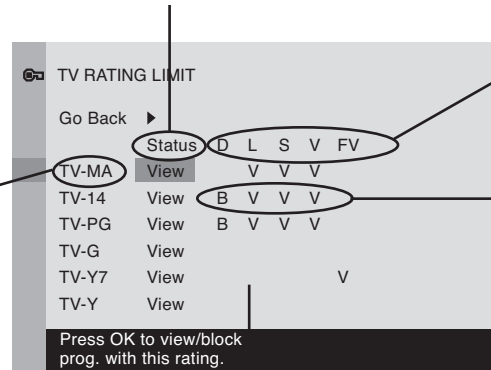 TV RATING LIMIT
Go Back
Status D L S V FV
TV-MA View V V V
TV-14 View B V V V
TV-PG View B V V V
TV-G View
TV-Y7 View V
TV-Y View
Press OK to view/block
prog. with this rating.